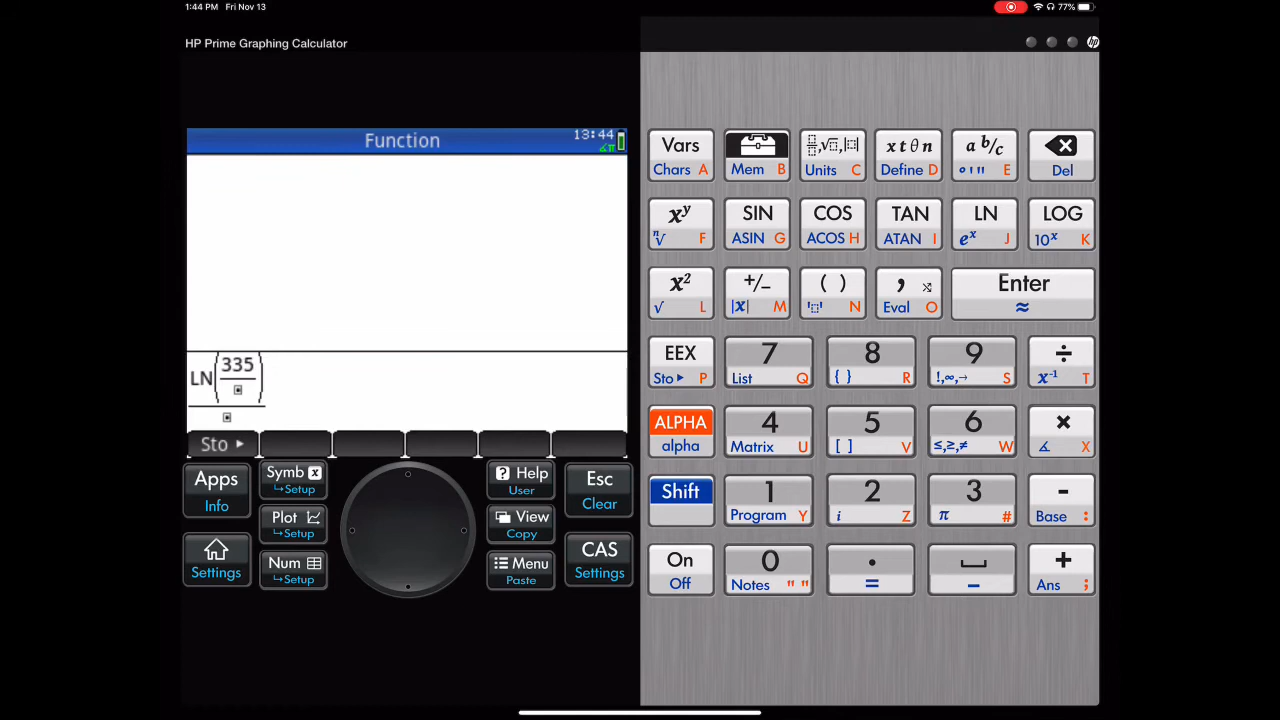 1:44 PM Fri Nov 13 77%
HP Prime Graphing Calculator hp
Function 13:44 ∡π
LN(335/▫)/▫
Sto ▸
Apps Info
Symb x ↳Setup
Plot ↳Setup
Num ↳Setup
Settings
? Help User
View Copy
Menu Paste
Esc Clear
CAS Settings
Vars Chars A
Mem B
Units C
x t θ n Define D
a b/c ° ' " E
Del
xʸ ⁿ√ F
SIN ASIN G
COS ACOS H
TAN ATAN I
LN eˣ J
LOG 10ˣ K
x² √ L
+/− |x| M
( ) N
, Eval O
Enter ≈
EEX Sto ▸ P
7 List Q
8 { } R
9 !,∞,→ S
÷ x⁻¹ T
ALPHA alpha
4 Matrix U
5 [ ] V
6 ≤,≥,≠ W
× ∡ X
Shift
1 Program Y
2 i Z
3 π #
- Base :
On Off
0 Notes " "
. =
_
+ Ans ;